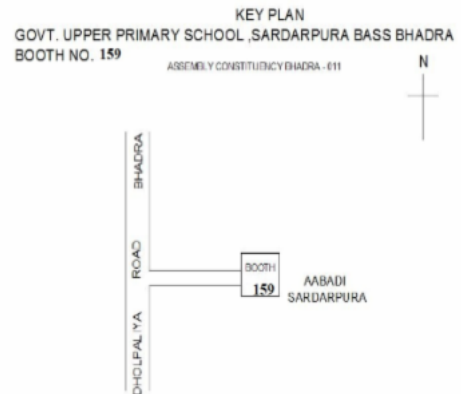 KEY PLAN
GOVT. UPPER PRIMARY SCHOOL ,SARDARPURA BASS BHADRA
BOOTH NO. 159
ASSEMBLY CONSTITUENCY BHADRA - 011
N
BHADRA
ROAD
DHOLPALIYA
BOOTH
159
AABADI
SARDARPURA